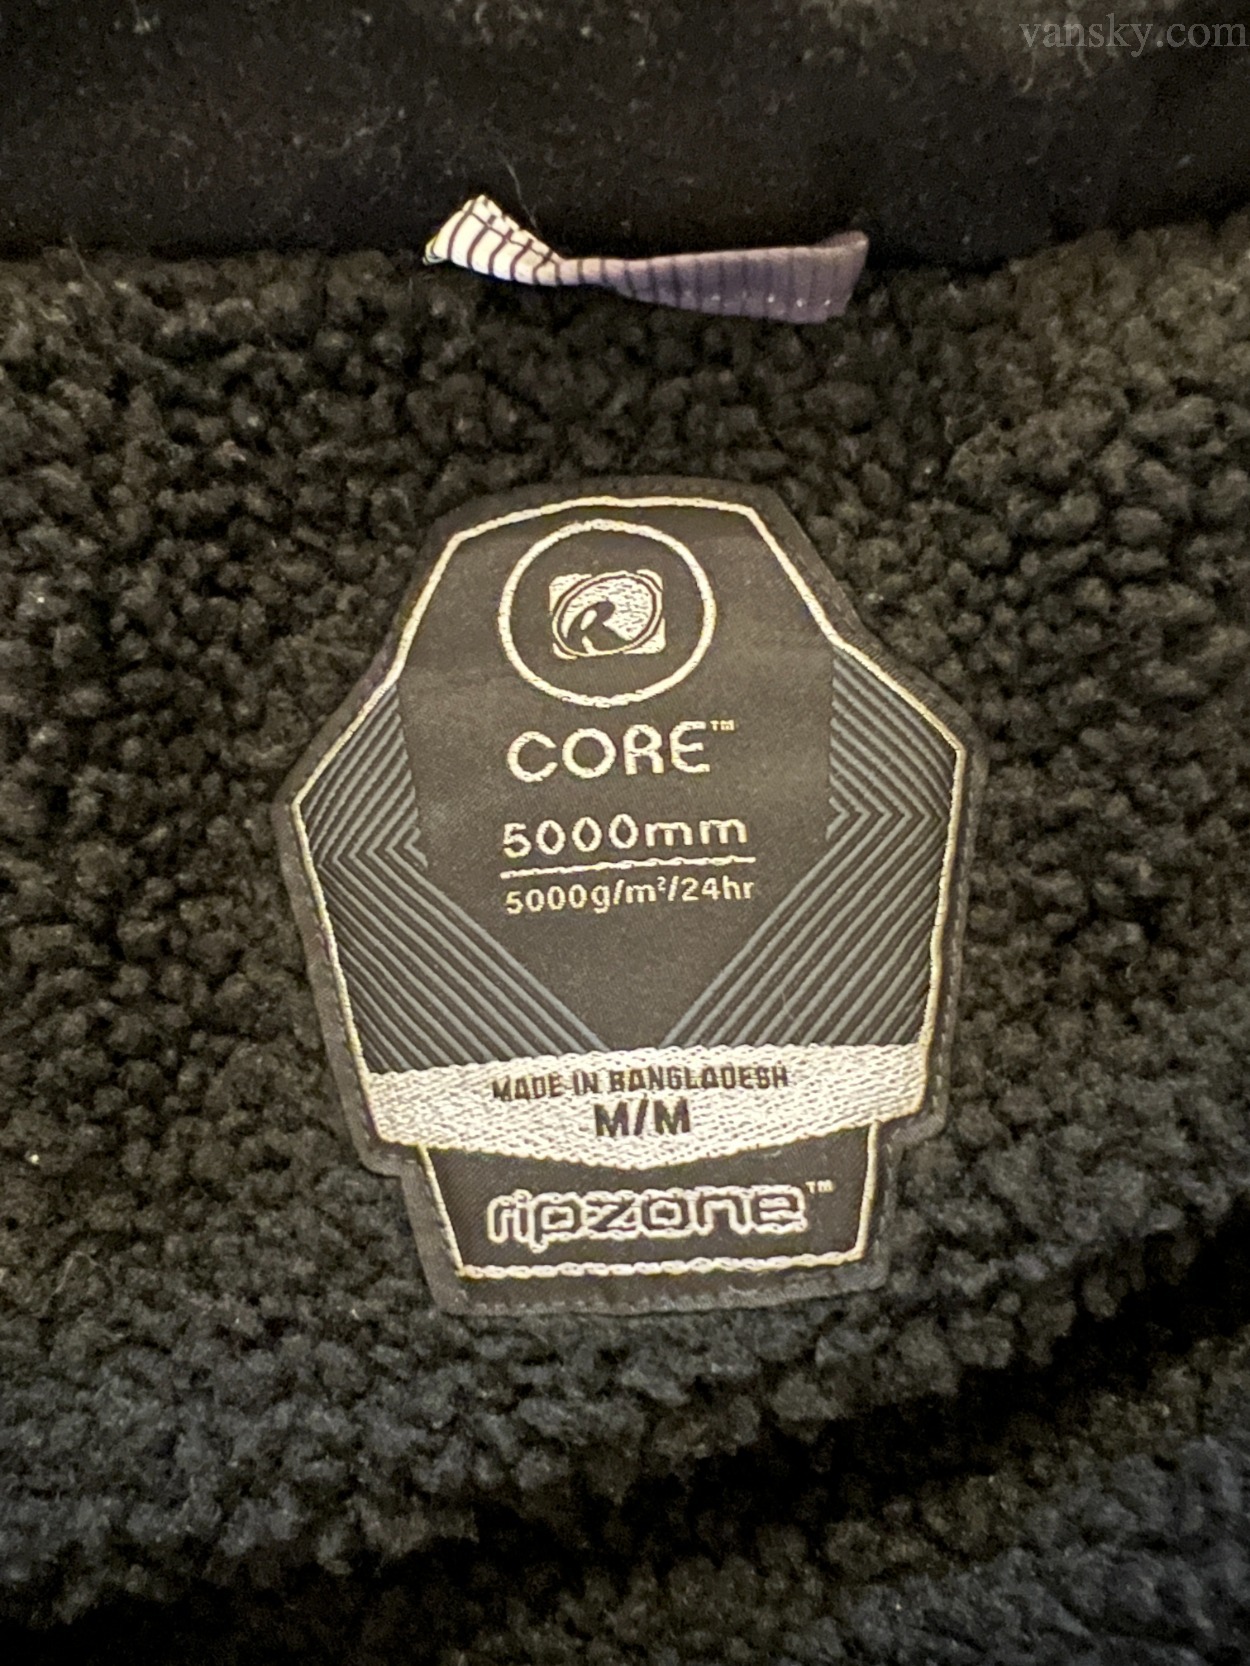 vansky.com
R
CORE™
5000mm
5000g/m²/24hr
MADE IN BANGLADESH
M/M
ripzone™